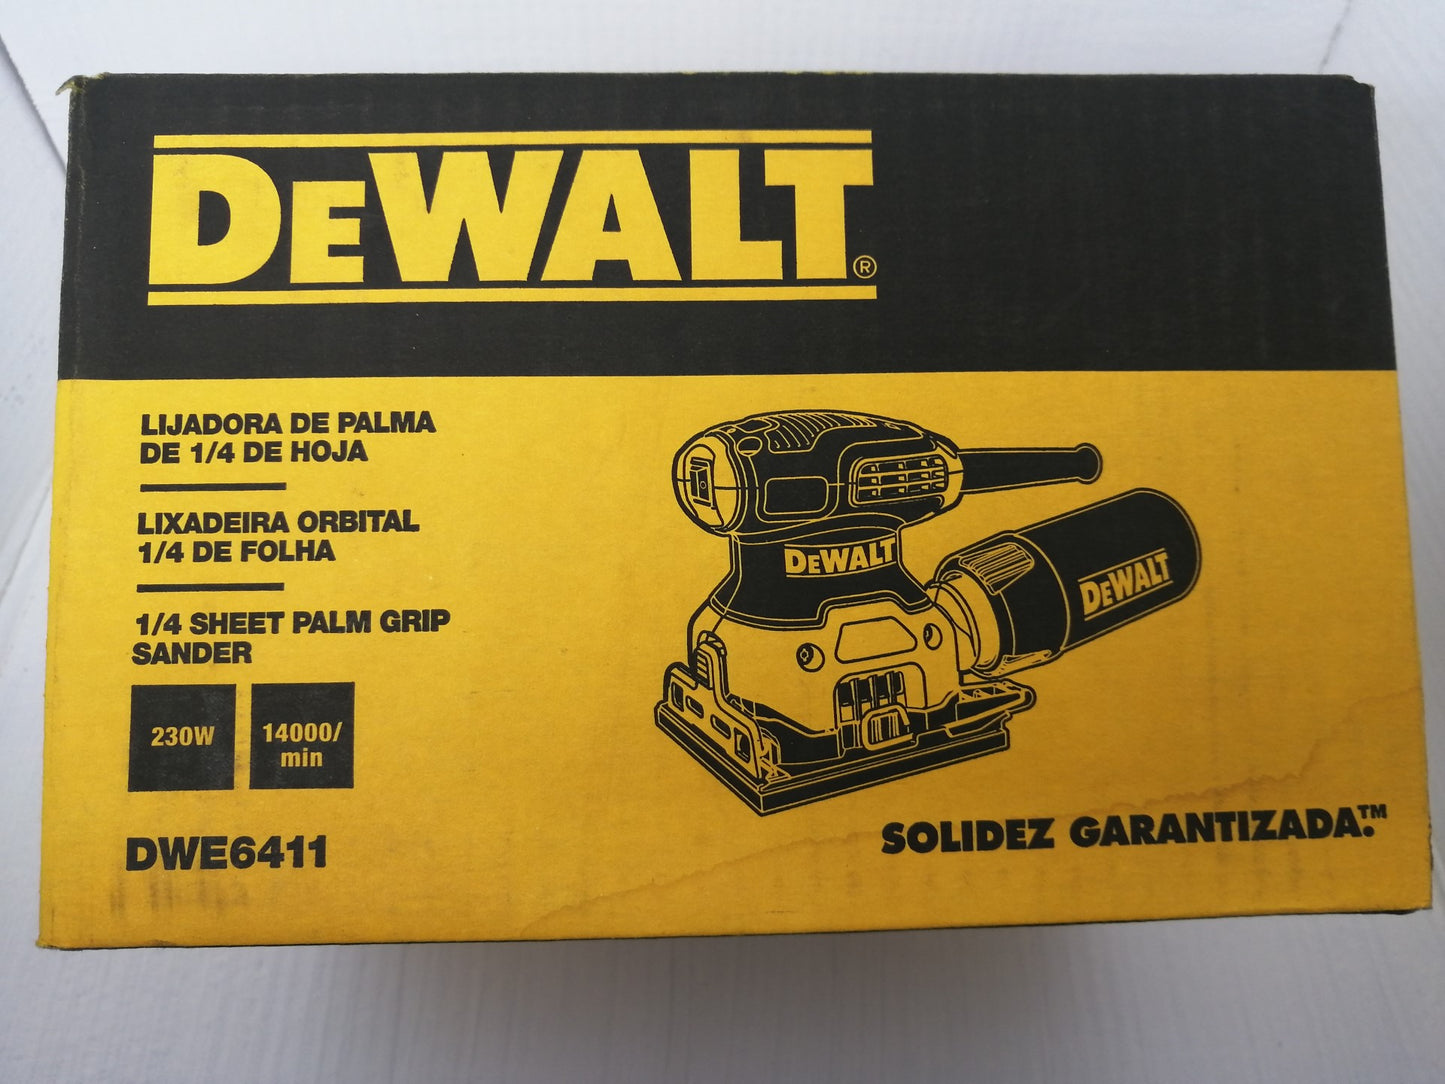 DEWALT®
LIJADORA DE PALMA
DE 1/4 DE HOJA
LIXADEIRA ORBITAL
1/4 DE FOLHA
1/4 SHEET PALM GRIP
SANDER
230W
14000/
min
DWE6411
DEWALT
DEWALT
SOLIDEZ GARANTIZADA.™